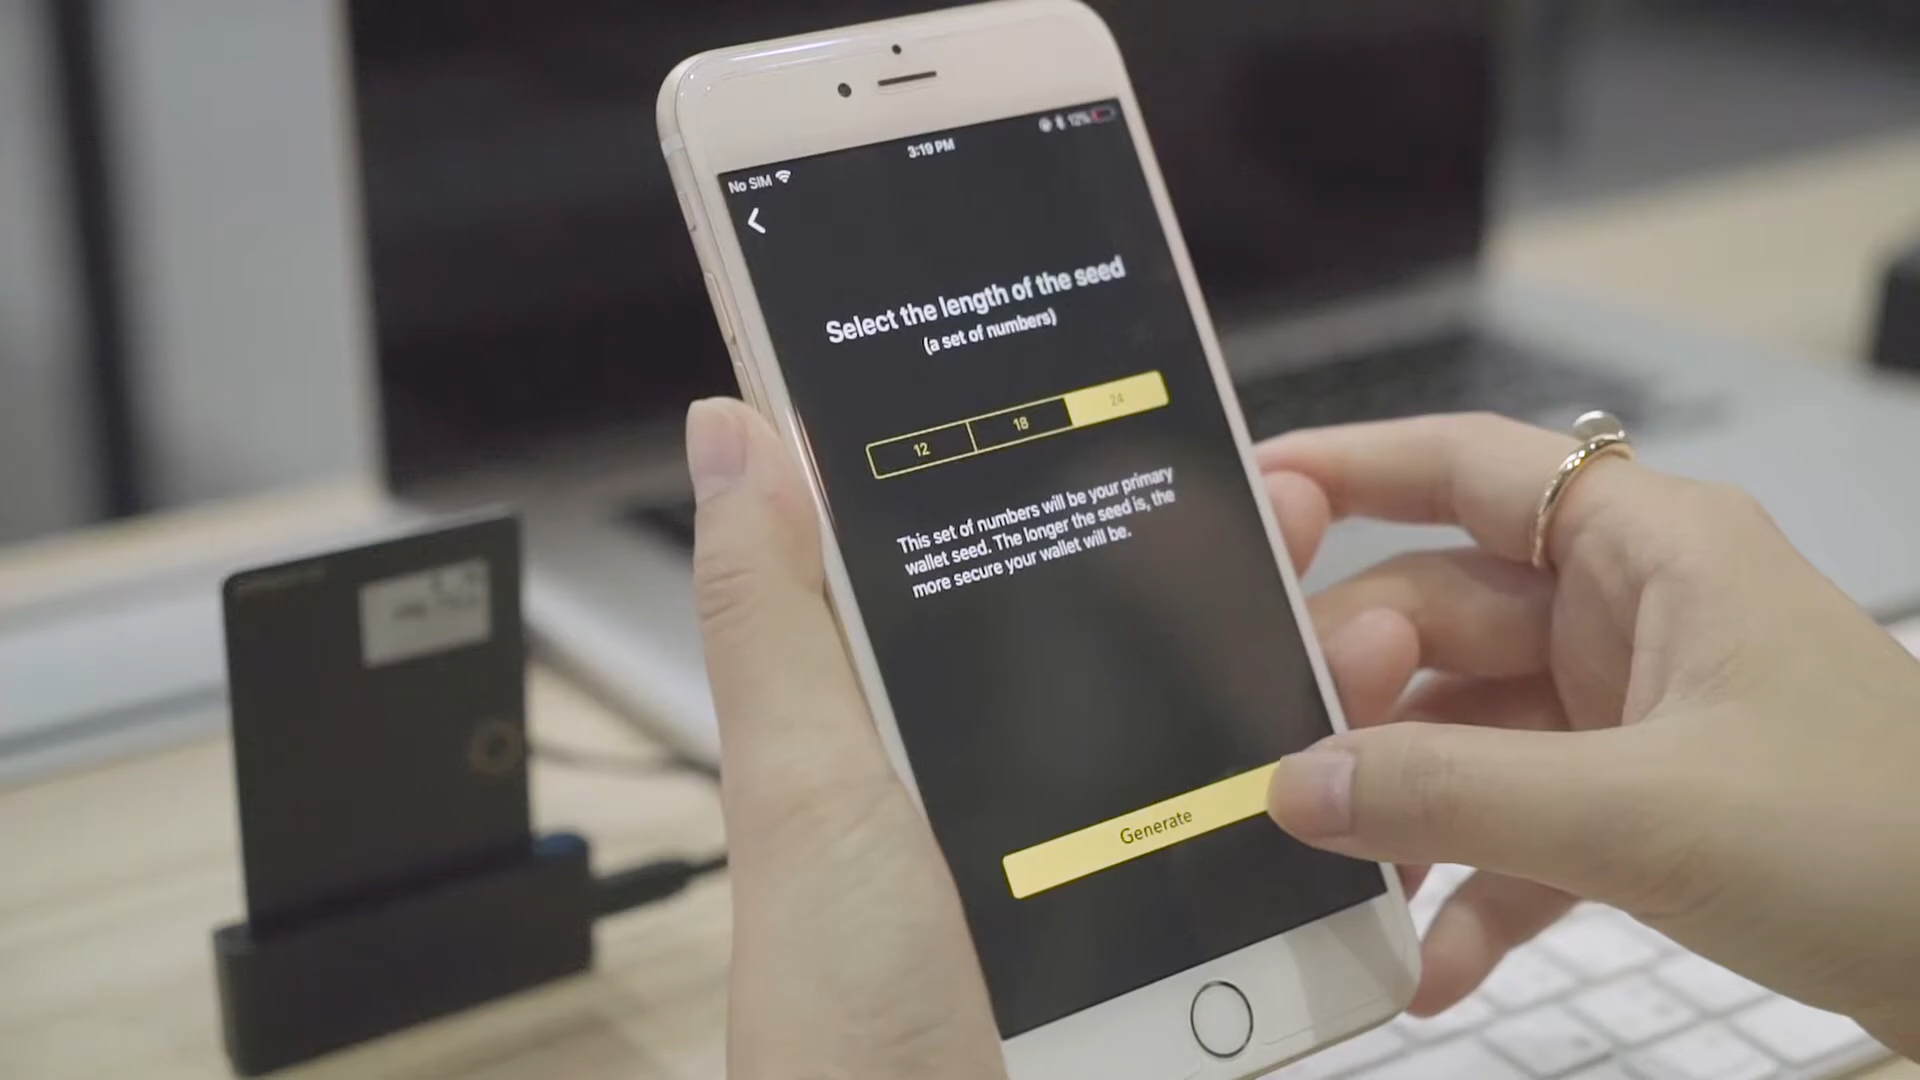 3:19 PM
12%
No SIM
Select the length of the seed
(a set of numbers)
12 18 24
This set of numbers will be your primary
wallet seed. The longer the seed is, the
more secure your wallet will be.
Generate